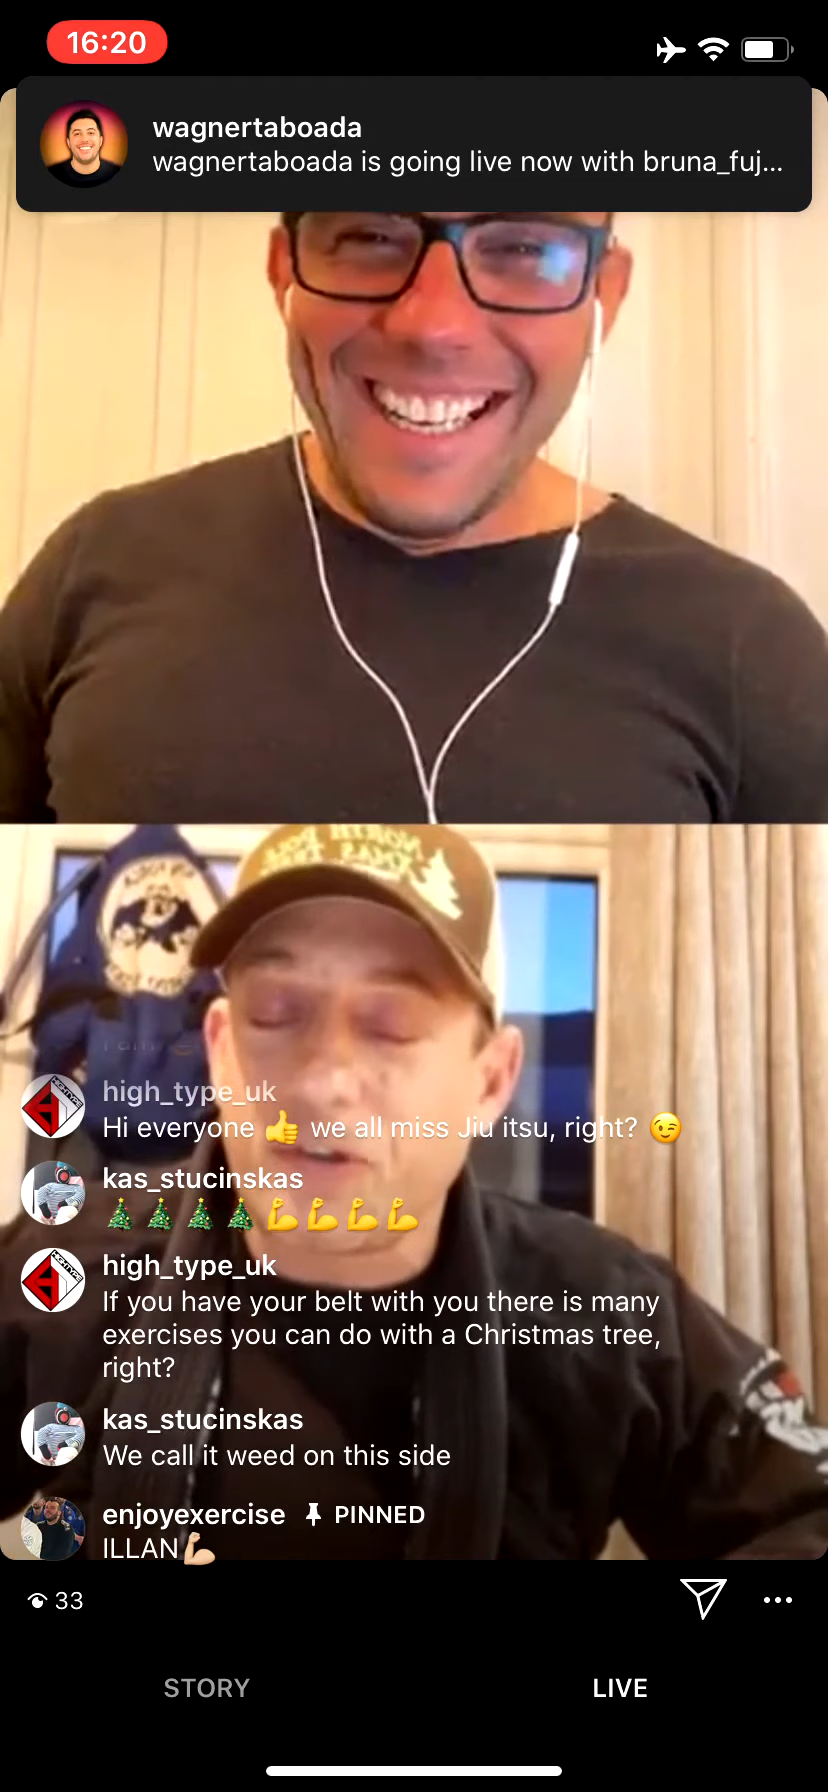 16:20
wagnertaboada
wagnertaboada is going live now with bruna_fuj...
high_type_uk
Hi everyone 👍 we all miss Jiu itsu, right? 😉
kas_stucinskas
🎄🎄🎄🎄💪💪💪💪
high_type_uk
If you have your belt with you there is many
exercises you can do with a Christmas tree,
right?
kas_stucinskas
We call it weed on this side
enjoyexercise PINNED
ILLAN💪🏼
33
STORY
LIVE